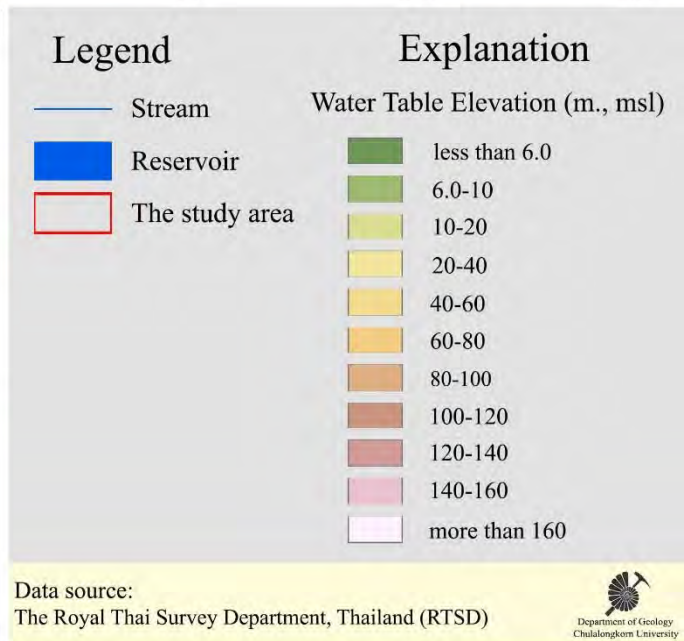 Legend
Stream
Reservoir
The study area
Explanation
Water Table Elevation (m., msl)
less than 6.0
6.0-10
10-20
20-40
40-60
60-80
80-100
100-120
120-140
140-160
more than 160
Data source:
The Royal Thai Survey Department, Thailand (RTSD)
Department of Geology
Chulalongkorn University